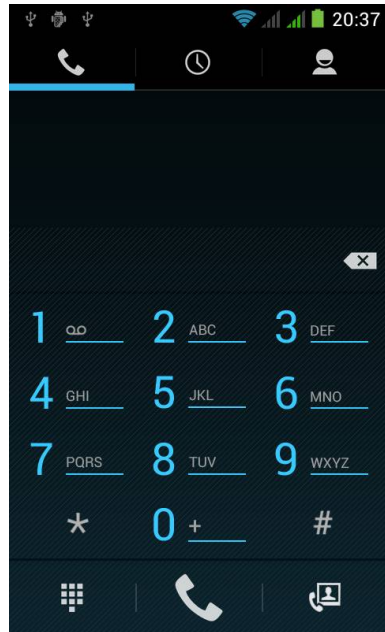 20:37
1 2 ABC 3 DEF
4 GHI 5 JKL 6 MNO
7 PQRS 8 TUV 9 WXYZ
* 0 + #